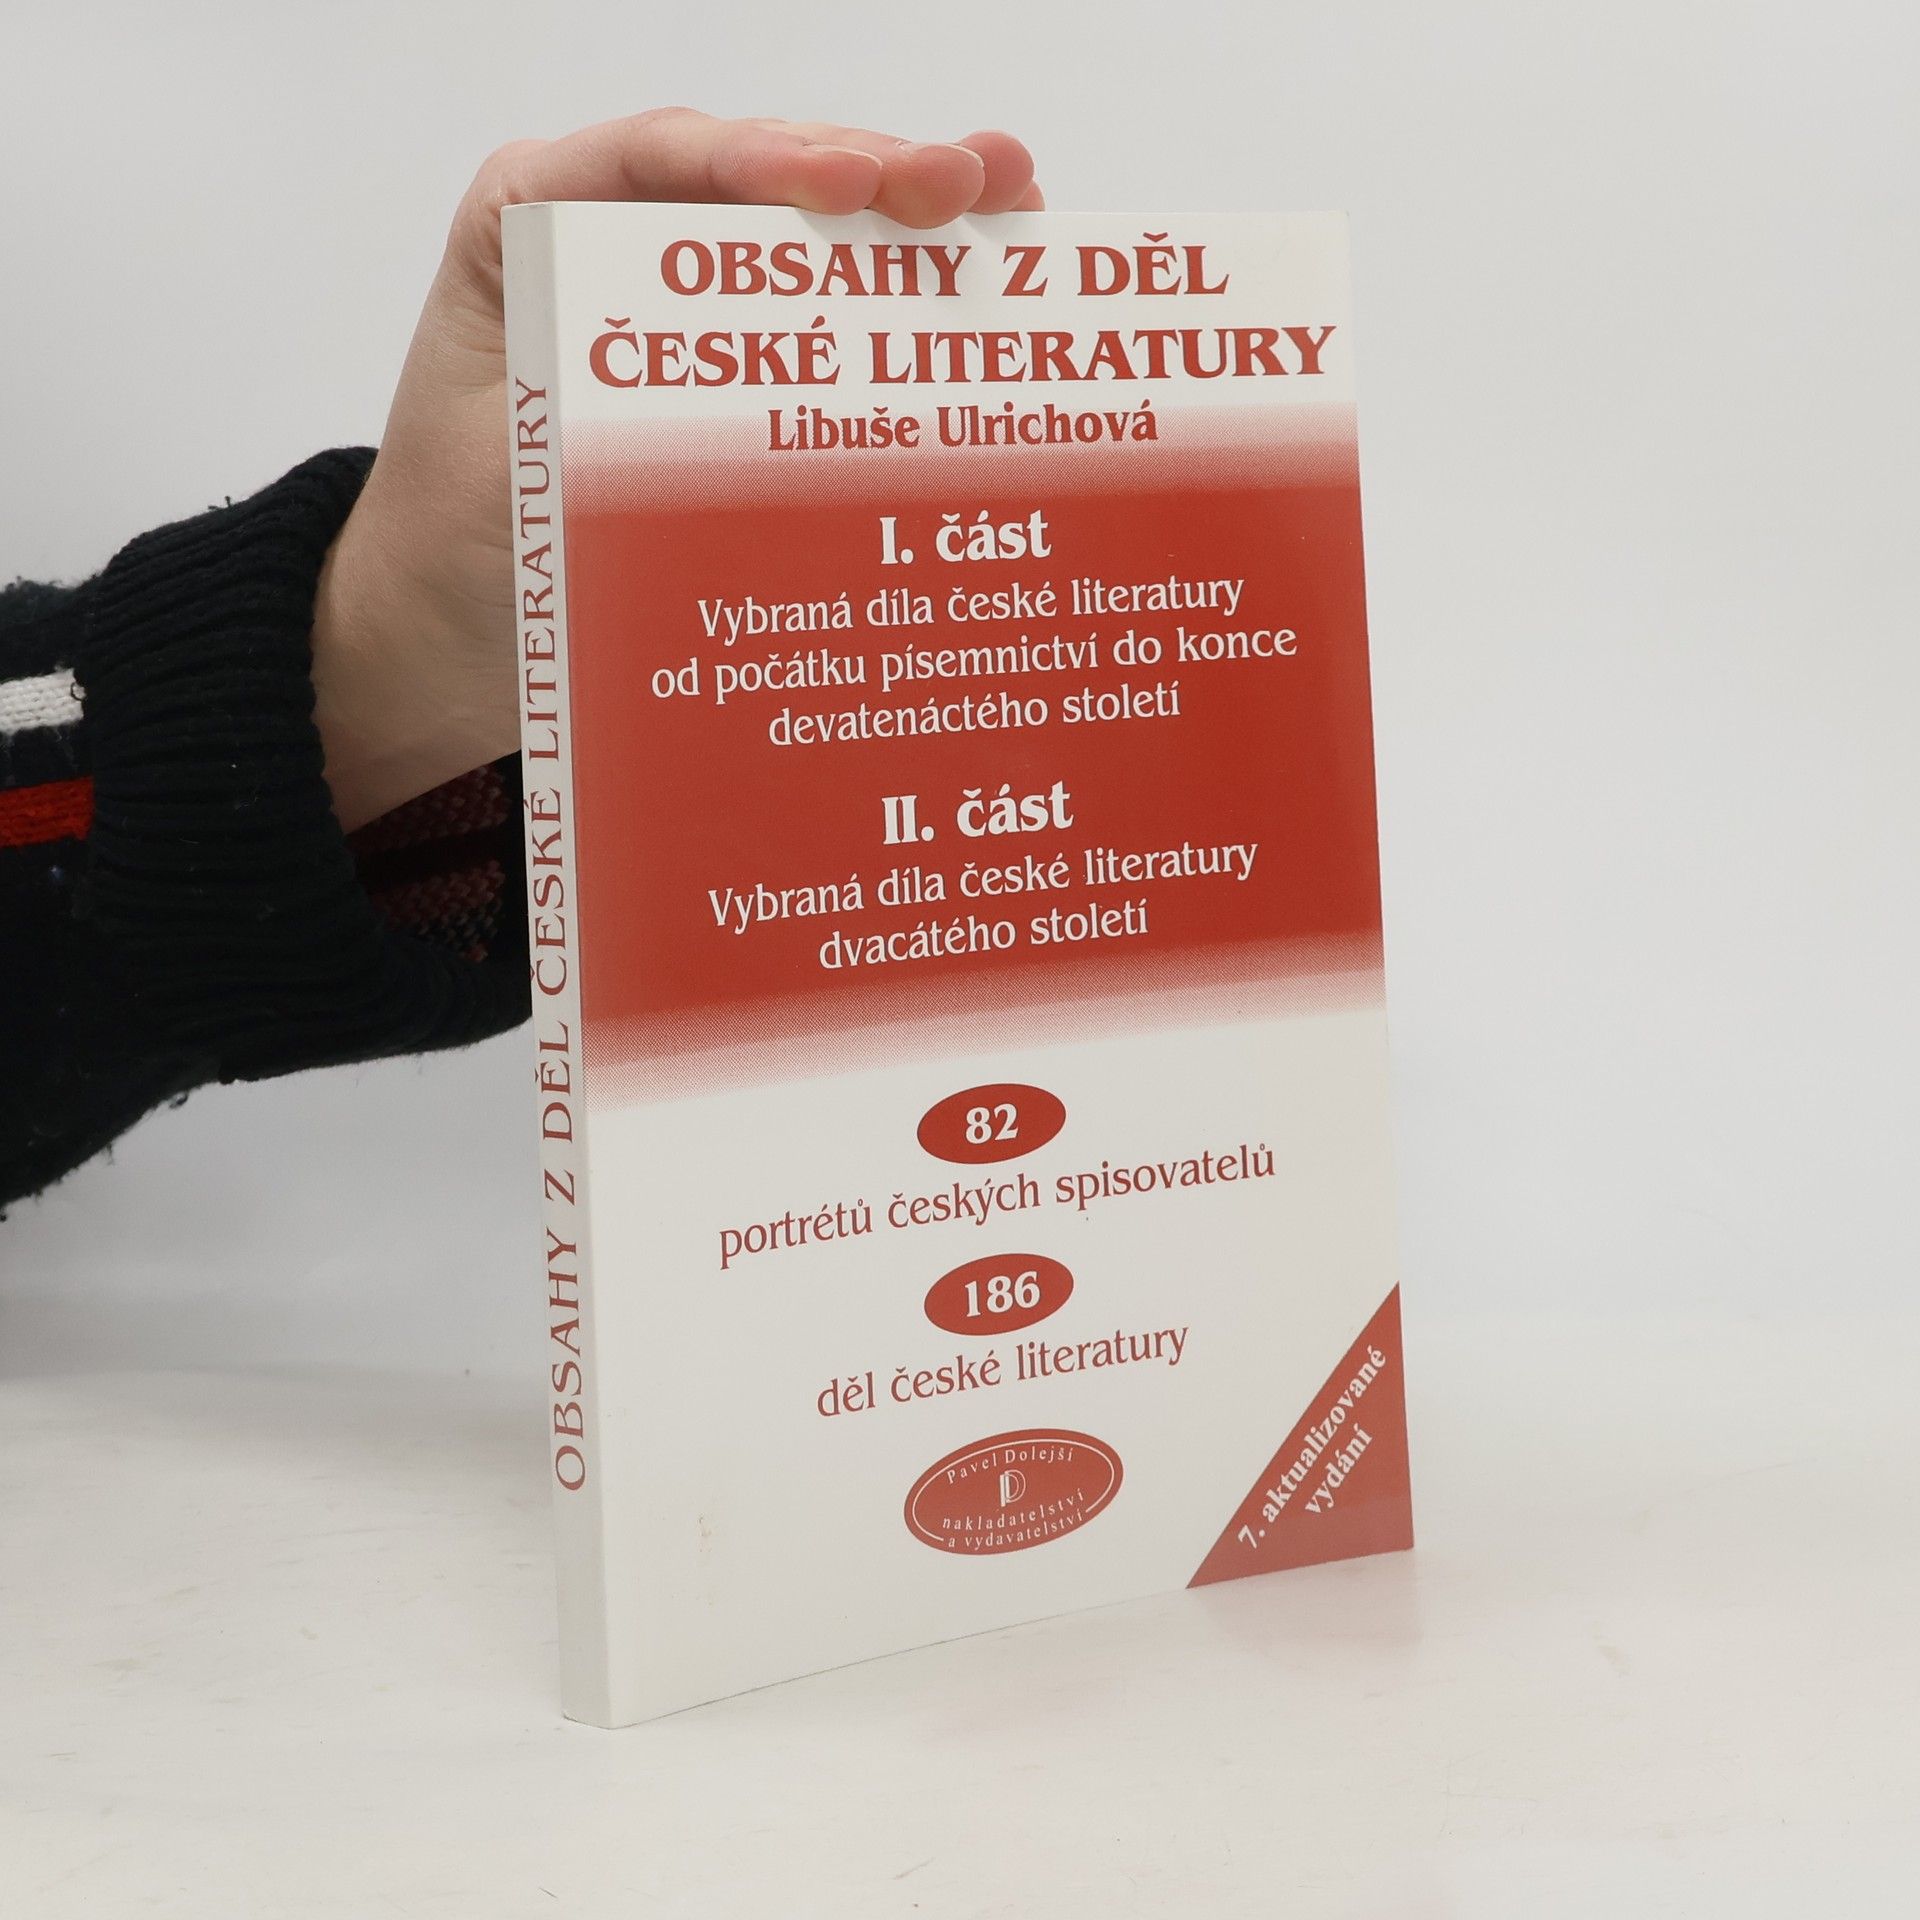 OBSAHY Z DĚL
ČESKÉ LITERATURY
Libuše Ulrichová
I. část
Vybraná díla české literatury
od počátku písemnictví do konce
devatenáctého století
II. část
Vybraná díla české literatury
dvacátého století
82
portrétů českých spisovatelů
186
děl české literatury
Pavel Dolejší
nakladatelství
a vydavatelství
7. aktualizované
vydání
OBSAHY Z DĚL ČESKÉ LITERATURY